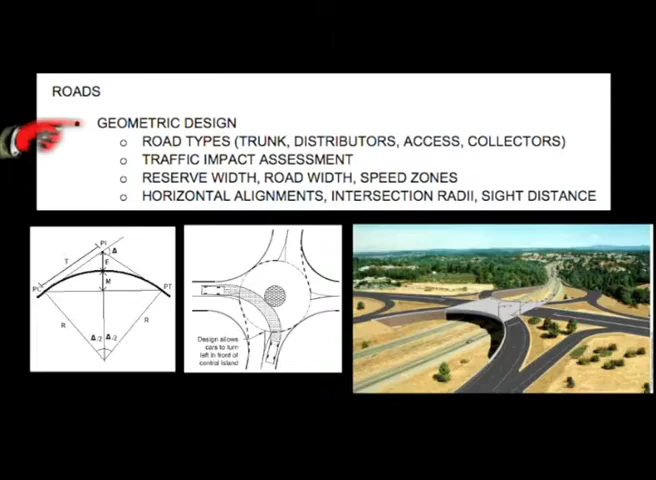 ROADS
GEOMETRIC DESIGN
ROAD TYPES (TRUNK, DISTRIBUTORS, ACCESS, COLLECTORS)
TRAFFIC IMPACT ASSESSMENT
RESERVE WIDTH, ROAD WIDTH, SPEED ZONES
HORIZONTAL ALIGNMENTS, INTERSECTION RADII, SIGHT DISTANCE
PI
Δ
T
E
M
PC
PT
R
R
Δ/2
Δ/2
Design allows
cars to turn
left in front of
central island